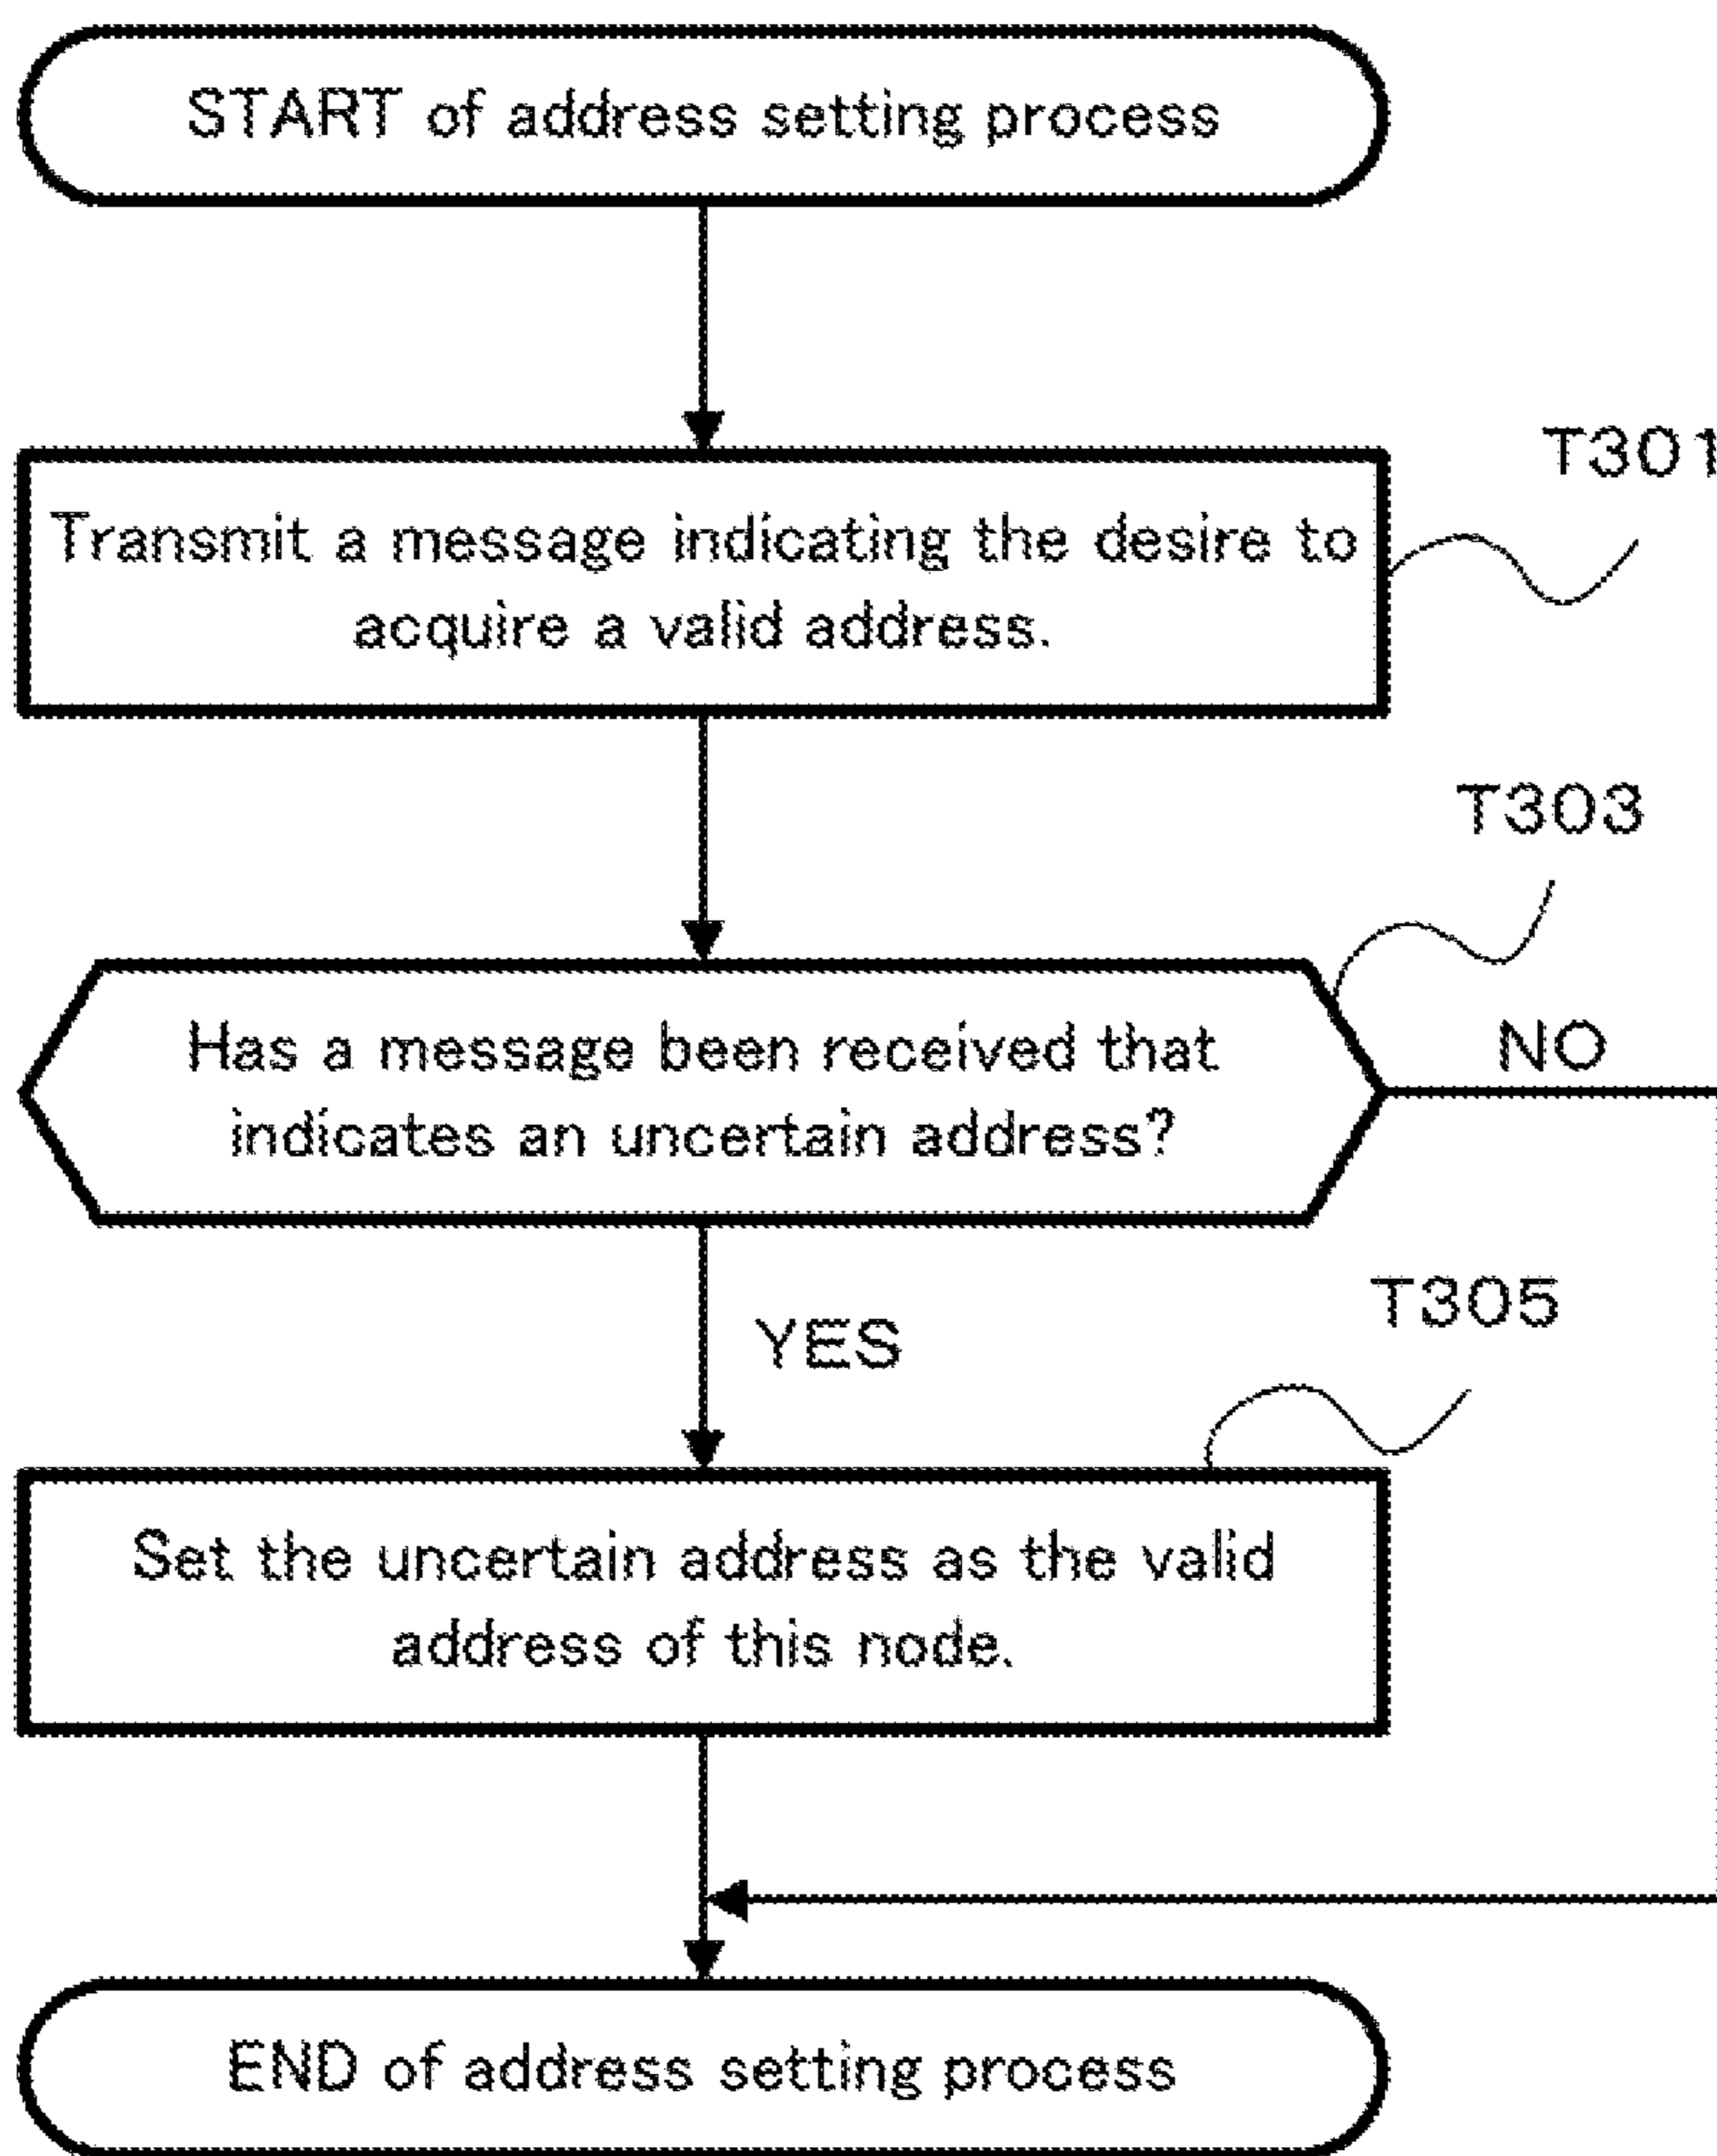 START of address setting process
T301
Transmit a message indicating the desire to
acquire a valid address.
T303
Has a message been received that
indicates an uncertain address?
NO
YES
T305
Set the uncertain address as the valid
address of this node.
END of address setting process